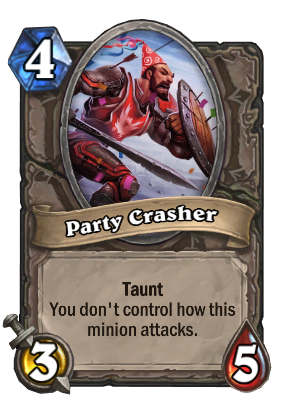 4
Party Crasher
Taunt
You don't control how this
minion attacks.
3
5